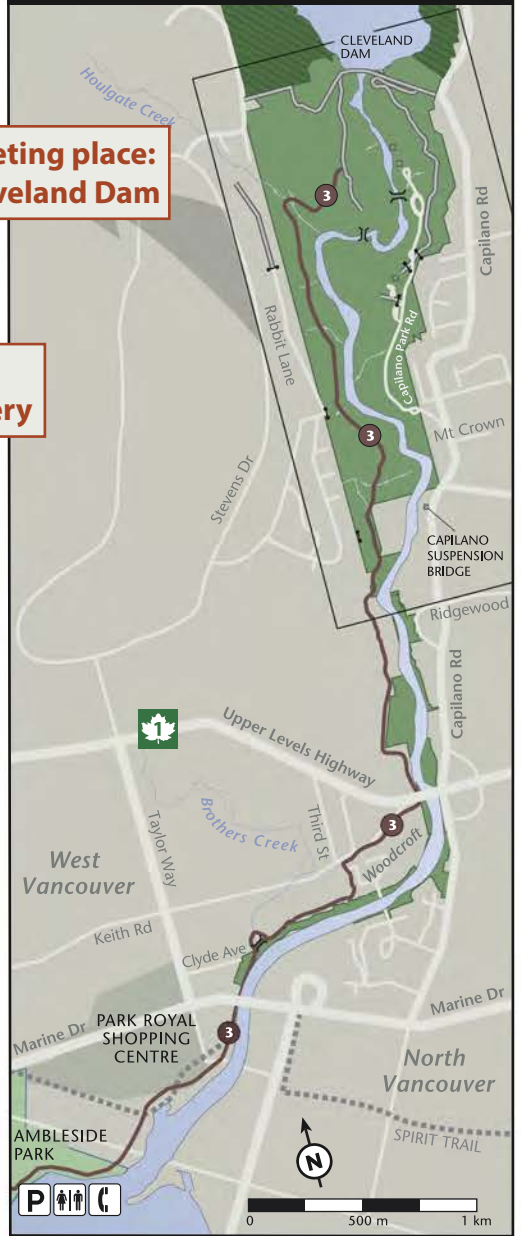 CLEVELAND
DAM
Houlgate Creek
eting place:
eveland Dam
3
Capilano Rd
Rabbit Lane
Capilano Park Rd
ery
3
Mt Crown
Stevens Dr
CAPILANO
SUSPENSION
BRIDGE
Ridgewood
Capilano Rd
1
Upper Levels Highway
Taylor Way
Brothers Creek
Third St
3
Woodcroft
West
Vancouver
Keith Rd
Clyde Ave
Marine Dr
Marine Dr
PARK ROYAL
SHOPPING
CENTRE
3
North
Vancouver
AMBLESIDE
PARK
SPIRIT TRAIL
N
P
0 500 m 1 km